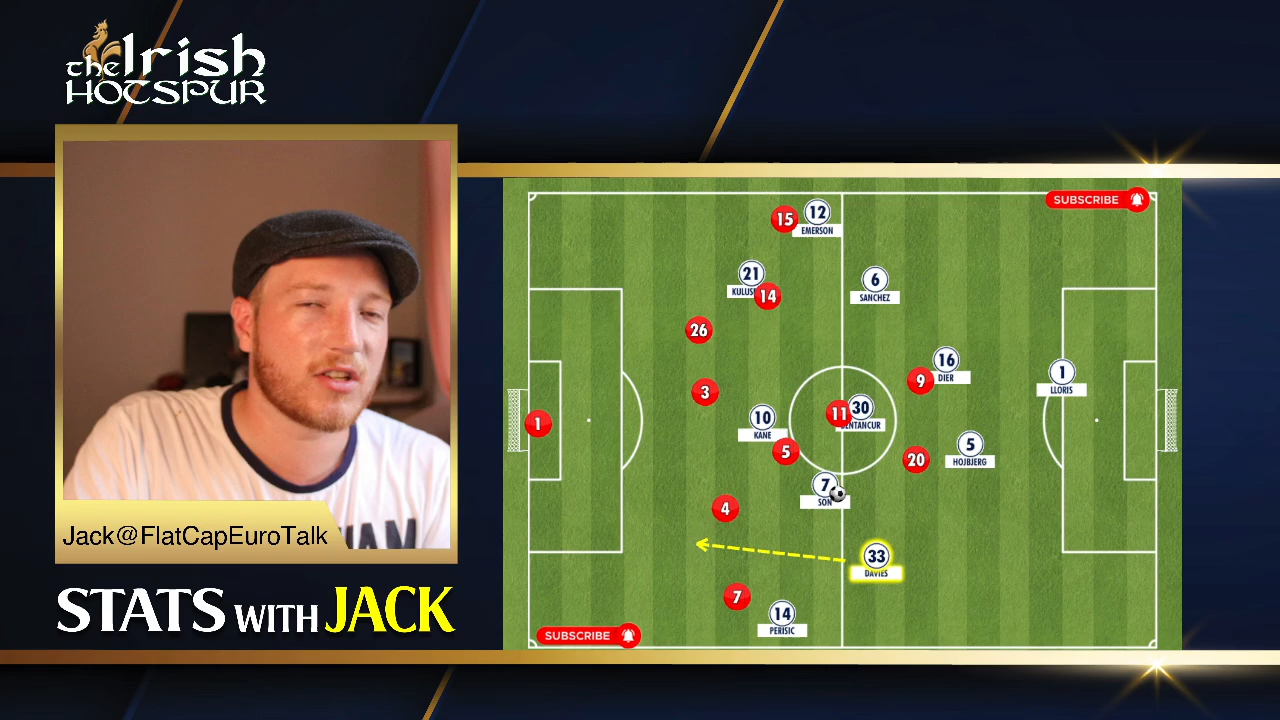 the Irish
HOTSPUR
SUBSCRIBE
15
12
EMERSON
21
14
6
SANCHEZ
26
16
DIER
9
1
LLORIS
3
10
KANE
11
30
1
5
20
5
HOJBJERG
7
SON
4
33
DAVIES
7
14
PERISIC
SUBSCRIBE
Jack@FlatCapEuroTalk
STATS WITH JACK